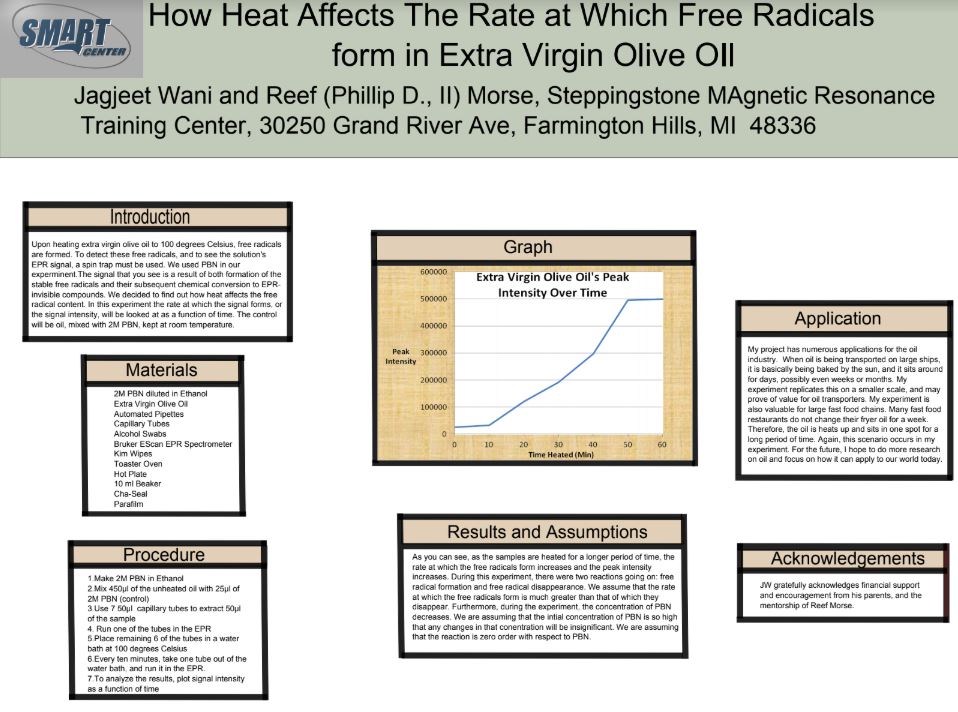 SMART
CENTER
How Heat Affects The Rate at Which Free Radicals
form in Extra Virgin Olive OIl
Jagjeet Wani and Reef (Phillip D., II) Morse, Steppingstone MAgnetic Resonance
Training Center, 30250 Grand River Ave, Farmington Hills, MI 48336
Introduction
Upon heating extra virgin olive oil to 100 degrees Celsius, free radicals
are formed. To detect these free radicals, and to see the solution's
EPR signal, a spin trap must be used. We used PBN in our
experminent.The signal that you see is a result of both formation of the
stable free radicals and their subsequent chemical conversion to EPR-
invisible compounds. We decided to find out how heat affects the free
radical content. In this experiment the rate at which the signal forms, or
the signal intensity, will be looked at as a function of time. The control
will be oil, mixed with 2M PBN, kept at room temperature.
Materials
2M PBN diluted in Ethanol
Extra Virgin Olive Oil
Automated Pipettes
Capillary Tubes
Alcohol Swabs
Bruker EScan EPR Spectrometer
Kim Wipes
Toaster Oven
Hot Plate
10 ml Beaker
Cha-Seal
Parafilm
Procedure
1.Make 2M PBN in Ethanol
2.Mix 450µl of the unheated oil with 25µl of
2M PBN (control)
3.Use 7 50µl capillary tubes to extract 50µl
of the sample
4. Run one of the tubes in the EPR
5.Place remaining 6 of the tubes in a water
bath at 100 degrees Celsius
6.Every ten minutes, take one tube out of the
water bath, and run it in the EPR.
7.To analyze the results, plot signal intensity
as a function of time
Graph
Extra Virgin Olive Oil's Peak
Intensity Over Time
600000
500000
400000
300000
200000
100000
0
Peak
Intensity
0 10 20 30 40 50 60
Time Heated (Min)
Results and Assumptions
As you can see, as the samples are heated for a longer period of time, the
rate at which the free radicals form increases and the peak intensity
increases. During this experiment, there were two reactions going on: free
radical formation and free radical disappearance. We assume that the rate
at which the free radicals form is much greater than that of which they
disappear. Furthermore, during the experiment, the concentration of PBN
decreases. We are assuming that the intial concentration of PBN is so high
that any changes in that conentration will be insignificant. We are assuming
that the reaction is zero order with respect to PBN.
Application
My project has numerous applications for the oil
industry. When oil is being transported on large ships,
it is basically being baked by the sun, and it sits around
for days, possibly even weeks or months. My
experiment replicates this on a smaller scale, and may
prove of value for oil transporters. My experiment is
also valuable for large fast food chains. Many fast food
restaurants do not change their fryer oil for a week.
Therefore, the oil is heats up and sits in one spot for a
long period of time. Again, this scenario occurs in my
experiment. For the future, I hope to do more research
on oil and focus on how it can apply to our world today.
Acknowledgements
JW gratefully acknowledges financial support
and encouragement from his parents, and the
mentorship of Reef Morse.